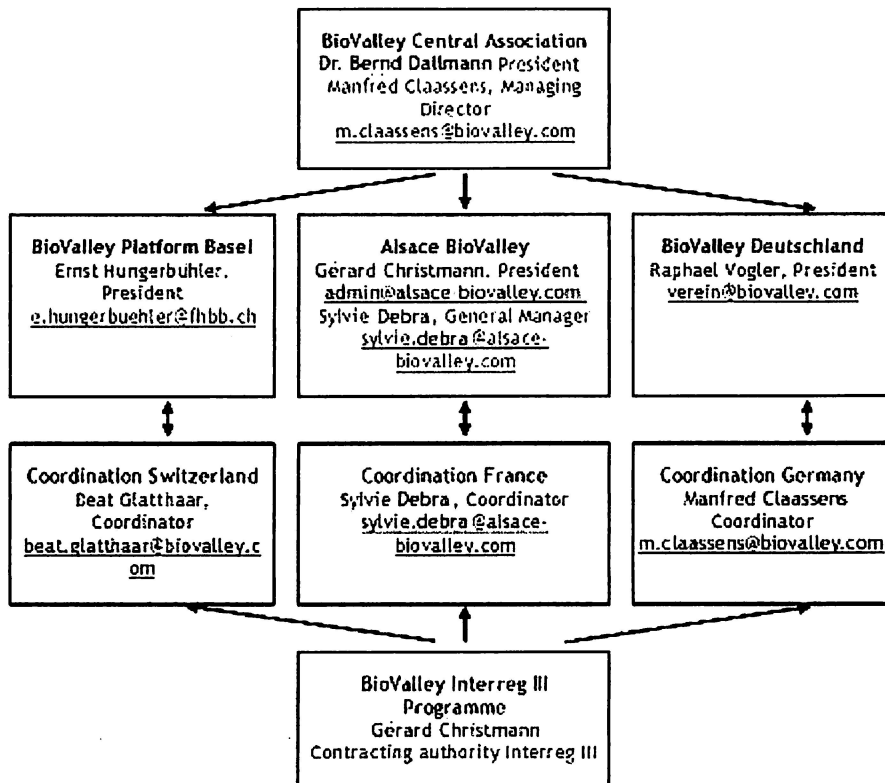 BioValley Central Association
Dr. Bernd Dallmann President
Manfred Claassens, Managing
Director
m.claassens@biovalley.com
BioValley Platform Basel
Ernst Hungerbuhler,
President
e.hungerbuehler@fhbb.ch
Alsace BioValley
Gérard Christmann. President
admin@alsace-biovalley.com
Sylvie Debra, General Manager
sylvie.debra@alsace-
biovalley.com
BioValley Deutschland
Raphael Vogler, President
verein@biovalley.com
Coordination Switzerland
Beat Glatthaar,
Coordinator
beat.glatthaar@biovalley.c
om
Coordination France
Sylvie Debra, Coordinator
sylvie.debra@alsace-
biovalley.com
Coordination Germany
Manfred Claassens
Coordinator
m.claassens@biovalley.com
BioValley Interreg III
Programme
Gérard Christmann
Contracting authority Interreg III